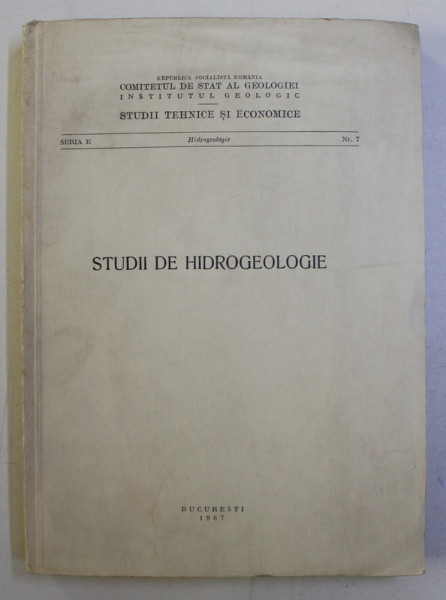 REPUBLICA SOCIALISTĂ ROMÂNIA
COMITETUL DE STAT AL GEOLOGIEI
INSTITUTUL GEOLOGIC
STUDII TEHNICE ȘI ECONOMICE
SERIA E Hidrogeologie Nr. 7
STUDII DE HIDROGEOLOGIE
BUCUREȘTI
1967